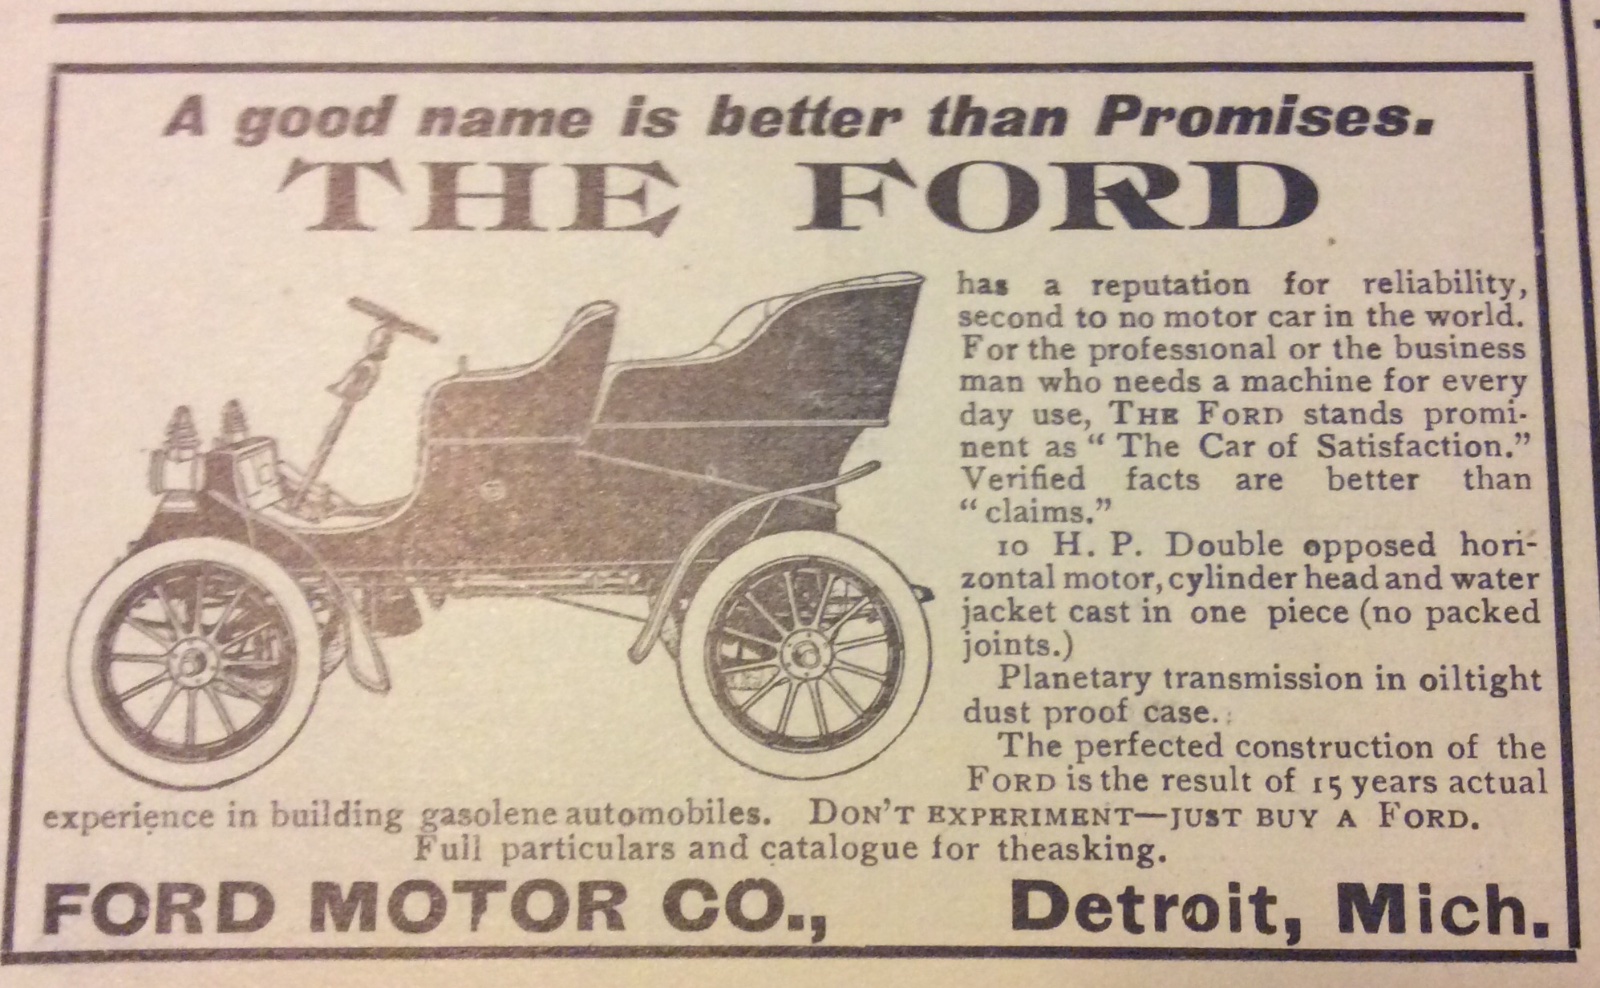 A good name is better than Promises.
THE FORD
has a reputation for reliability,
second to no motor car in the world.
For the professional or the business
man who needs a machine for every
day use, THE FORD stands promi-
nent as “ The Car of Satisfaction.”
Verified facts are better than
“ claims.”
10 H. P. Double opposed hori-
zontal motor, cylinder head and water
jacket cast in one piece (no packed
joints.)
Planetary transmission in oiltight
dust proof case.
The perfected construction of the
FORD is the result of 15 years actual
experience in building gasolene automobiles. DON'T EXPERIMENT—JUST BUY A FORD.
Full particulars and catalogue for theasking.
FORD MOTOR CO., Detroit, Mich.